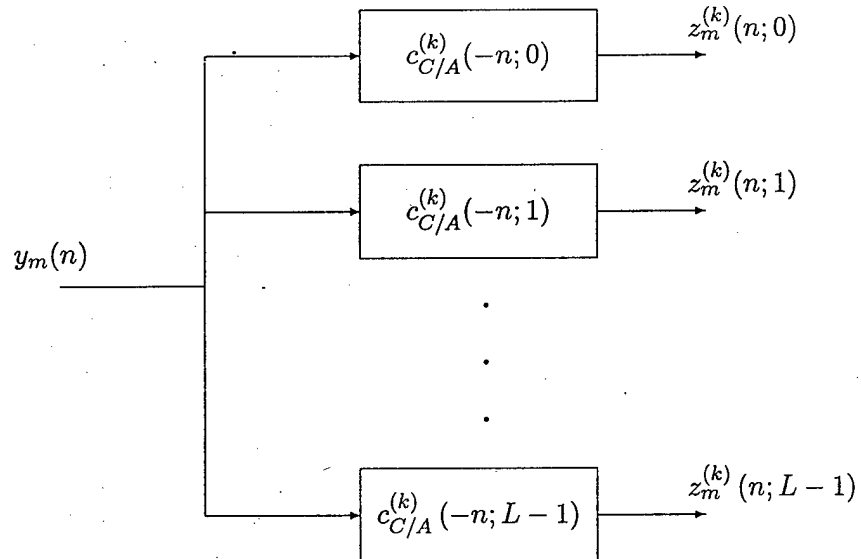 c_{C/A}^{(k)}(-n; 0)
z_m^{(k)}(n; 0)
c_{C/A}^{(k)}(-n; 1)
z_m^{(k)}(n; 1)
y_m(n)
c_{C/A}^{(k)}(-n; L-1)
z_m^{(k)}(n; L-1)